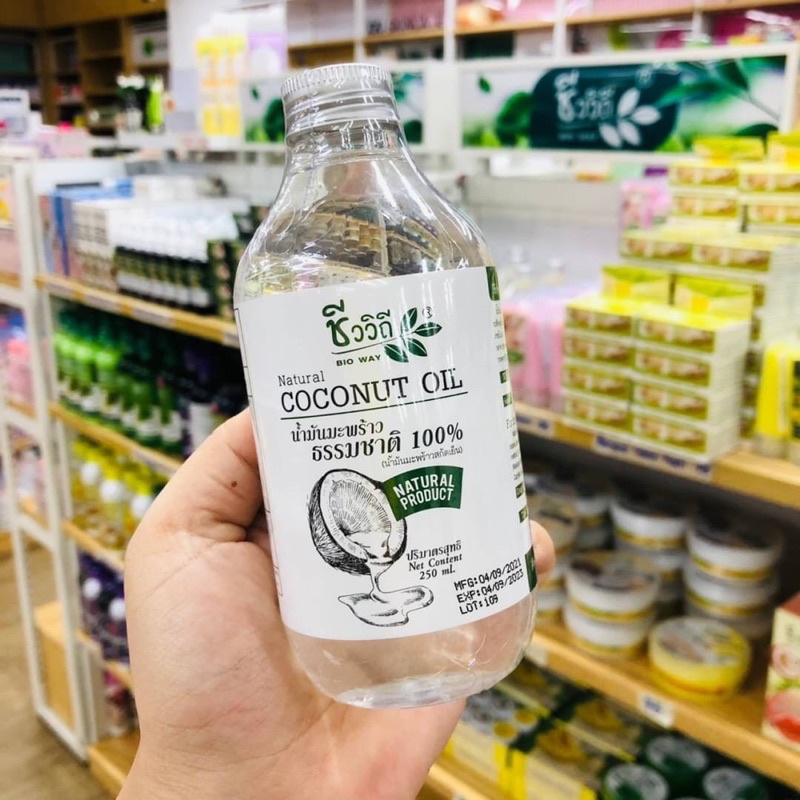 ชีววิถี
ชีววิถี ®
BIO WAY
Natural
COCONUT OIL
น้ำมันมะพร้าว
ธรรมชาติ 100%
(น้ำมันมะพร้าวสกัดเย็น)
NATURAL
PRODUCT
ปริมาตรสุทธิ
Net Content
250 ml.
MFG:04/09/2021
EXP:04/09/2023
LOT:109